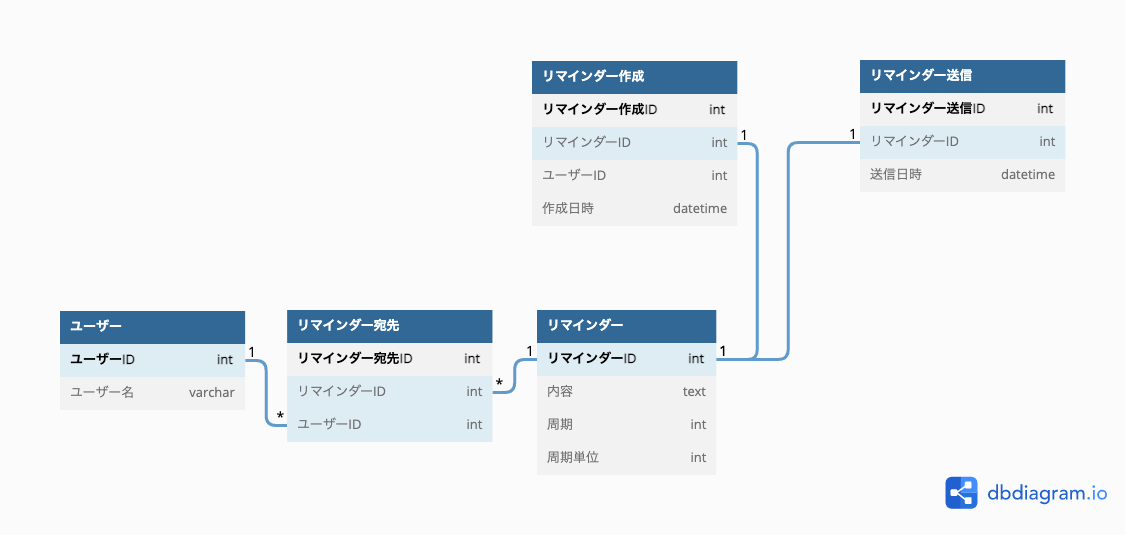 リマインダー作成
リマインダー作成ID int
リマインダーID int
ユーザーID int
作成日時 datetime
1
リマインダー送信
リマインダー送信ID int
リマインダーID int
送信日時 datetime
1
ユーザー
ユーザーID int
ユーザー名 varchar
1
*
リマインダー宛先
リマインダー宛先ID int
リマインダーID int
ユーザーID int
*
1
リマインダー
リマインダーID int
内容 text
周期 int
周期単位 int
1
dbdiagram.io